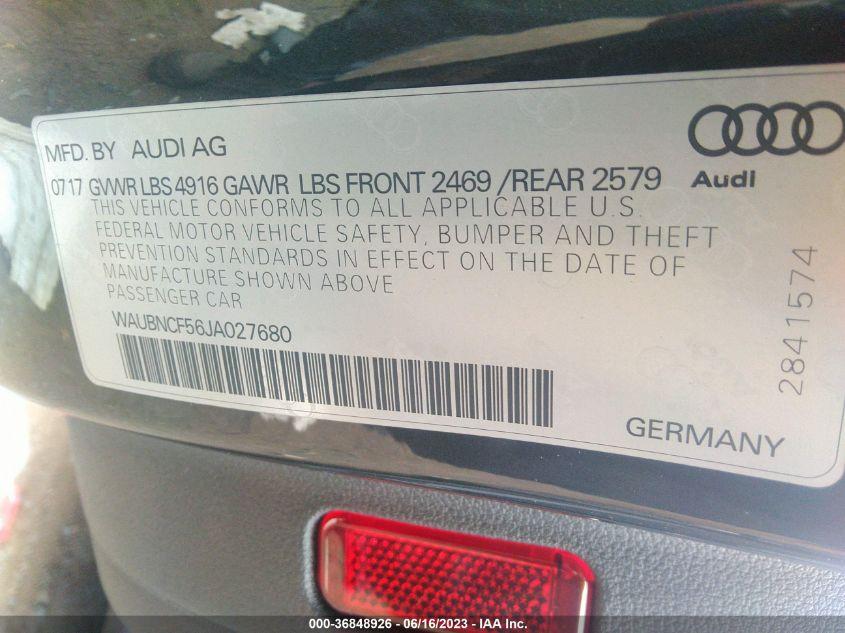 MFD. BY AUDI AG
Audi
0717 GVWR LBS 4916 GAWR LBS FRONT 2469 /REAR 2579
THIS VEHICLE CONFORMS TO ALL APPLICABLE U.S.
FEDERAL MOTOR VEHICLE SAFETY, BUMPER AND THEFT
PREVENTION STANDARDS IN EFFECT ON THE DATE OF
MANUFACTURE SHOWN ABOVE
PASSENGER CAR
WAUBNCF56JA027680
2841574
GERMANY
000-36848926 - 06/16/2023 - IAA Inc.